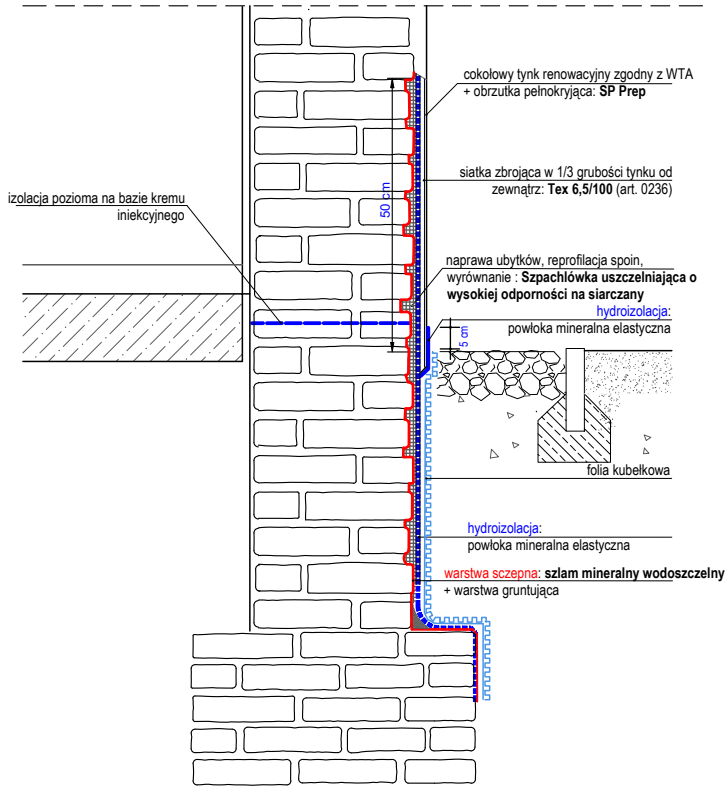 cokołowy tynk renowacyjny zgodny z WTA
+ obrzutka pełnokryjąca: SP Prep
siatka zbrojąca w 1/3 grubości tynku od
zewnątrz: Tex 6,5/100 (art. 0236)
izolacja pozioma na bazie kremu
iniekcyjnego
50 cm
naprawa ubytków, reprofilacja spoin,
wyrównanie : Szpachlówka uszczelniająca o
wysokiej odporności na siarczany
hydroizolacja:
powłoka mineralna elastyczna
5 cm
folia kubełkowa
hydroizolacja:
powłoka mineralna elastyczna
warstwa sczepna: szlam mineralny wodoszczelny
+ warstwa gruntująca